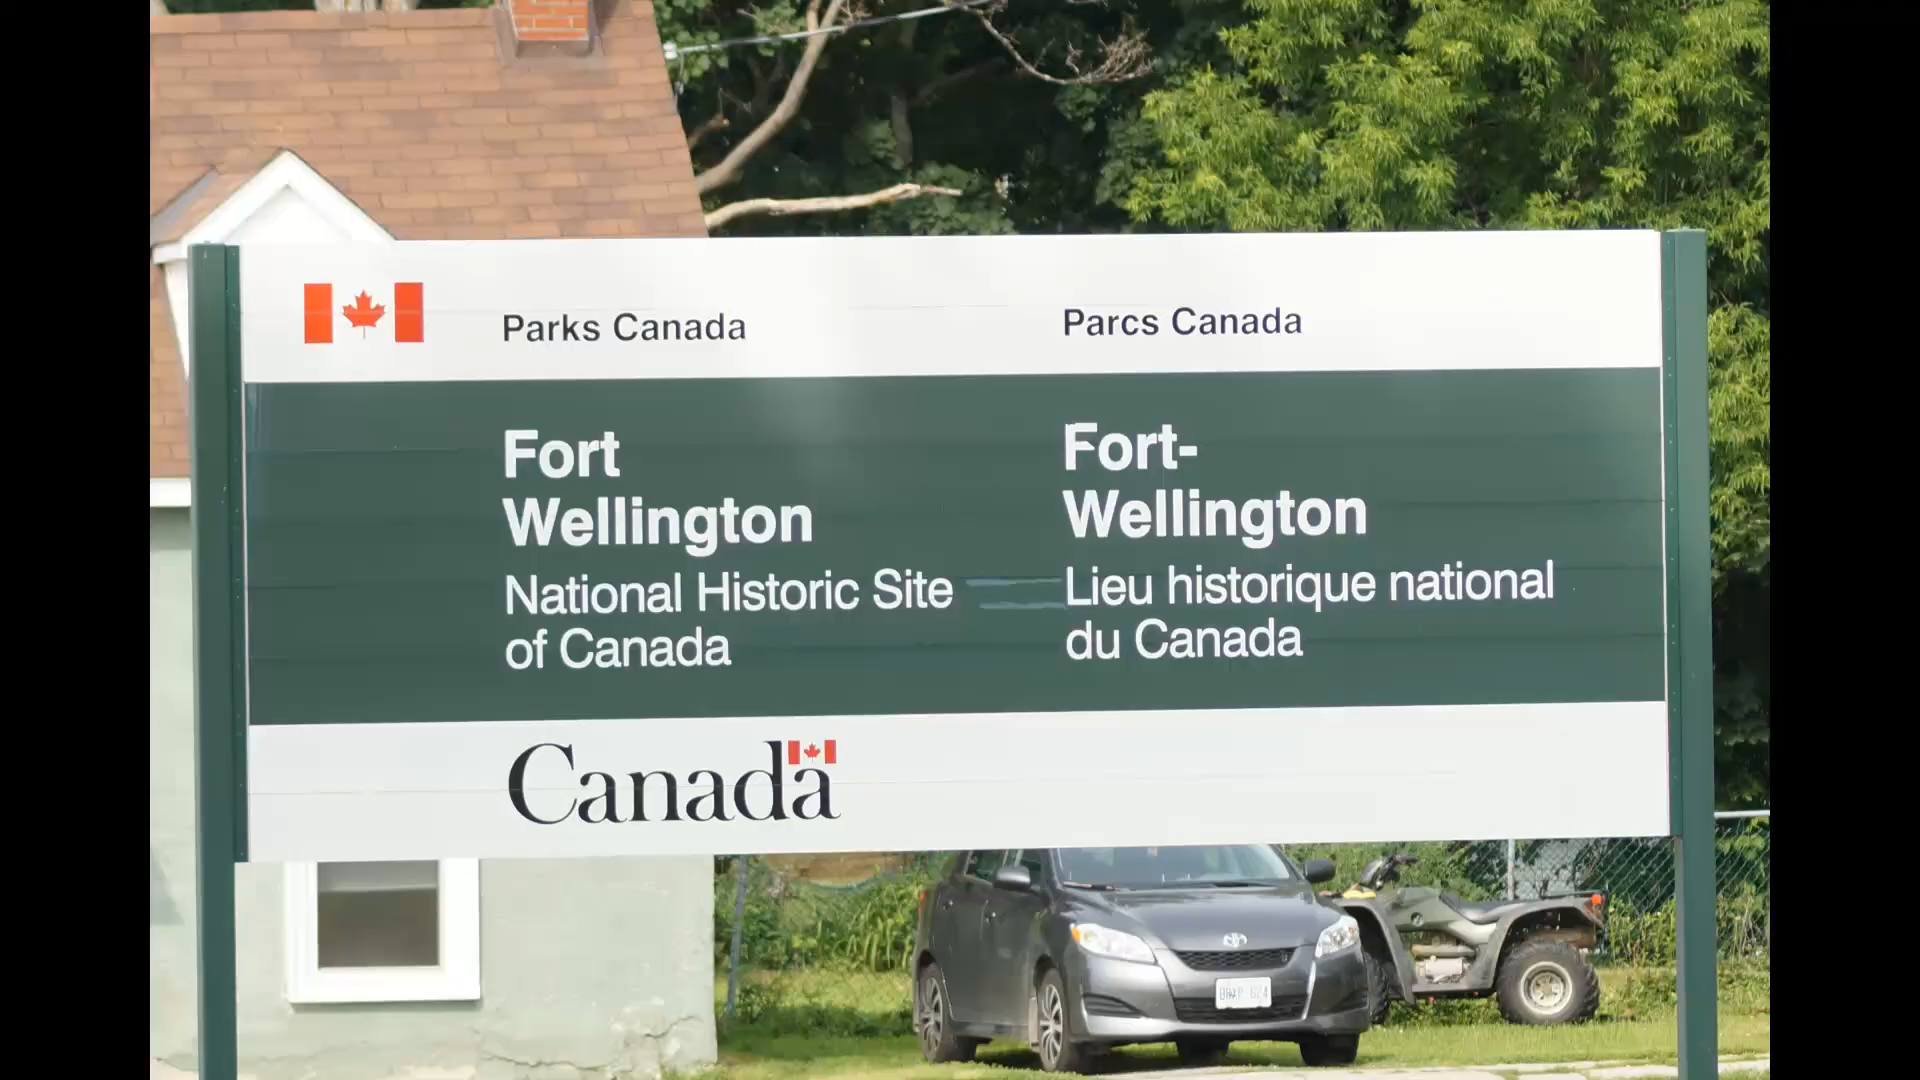 Parks Canada
Parcs Canada
Fort
Wellington
National Historic Site
of Canada
Fort-
Wellington
Lieu historique national
du Canada
Canada